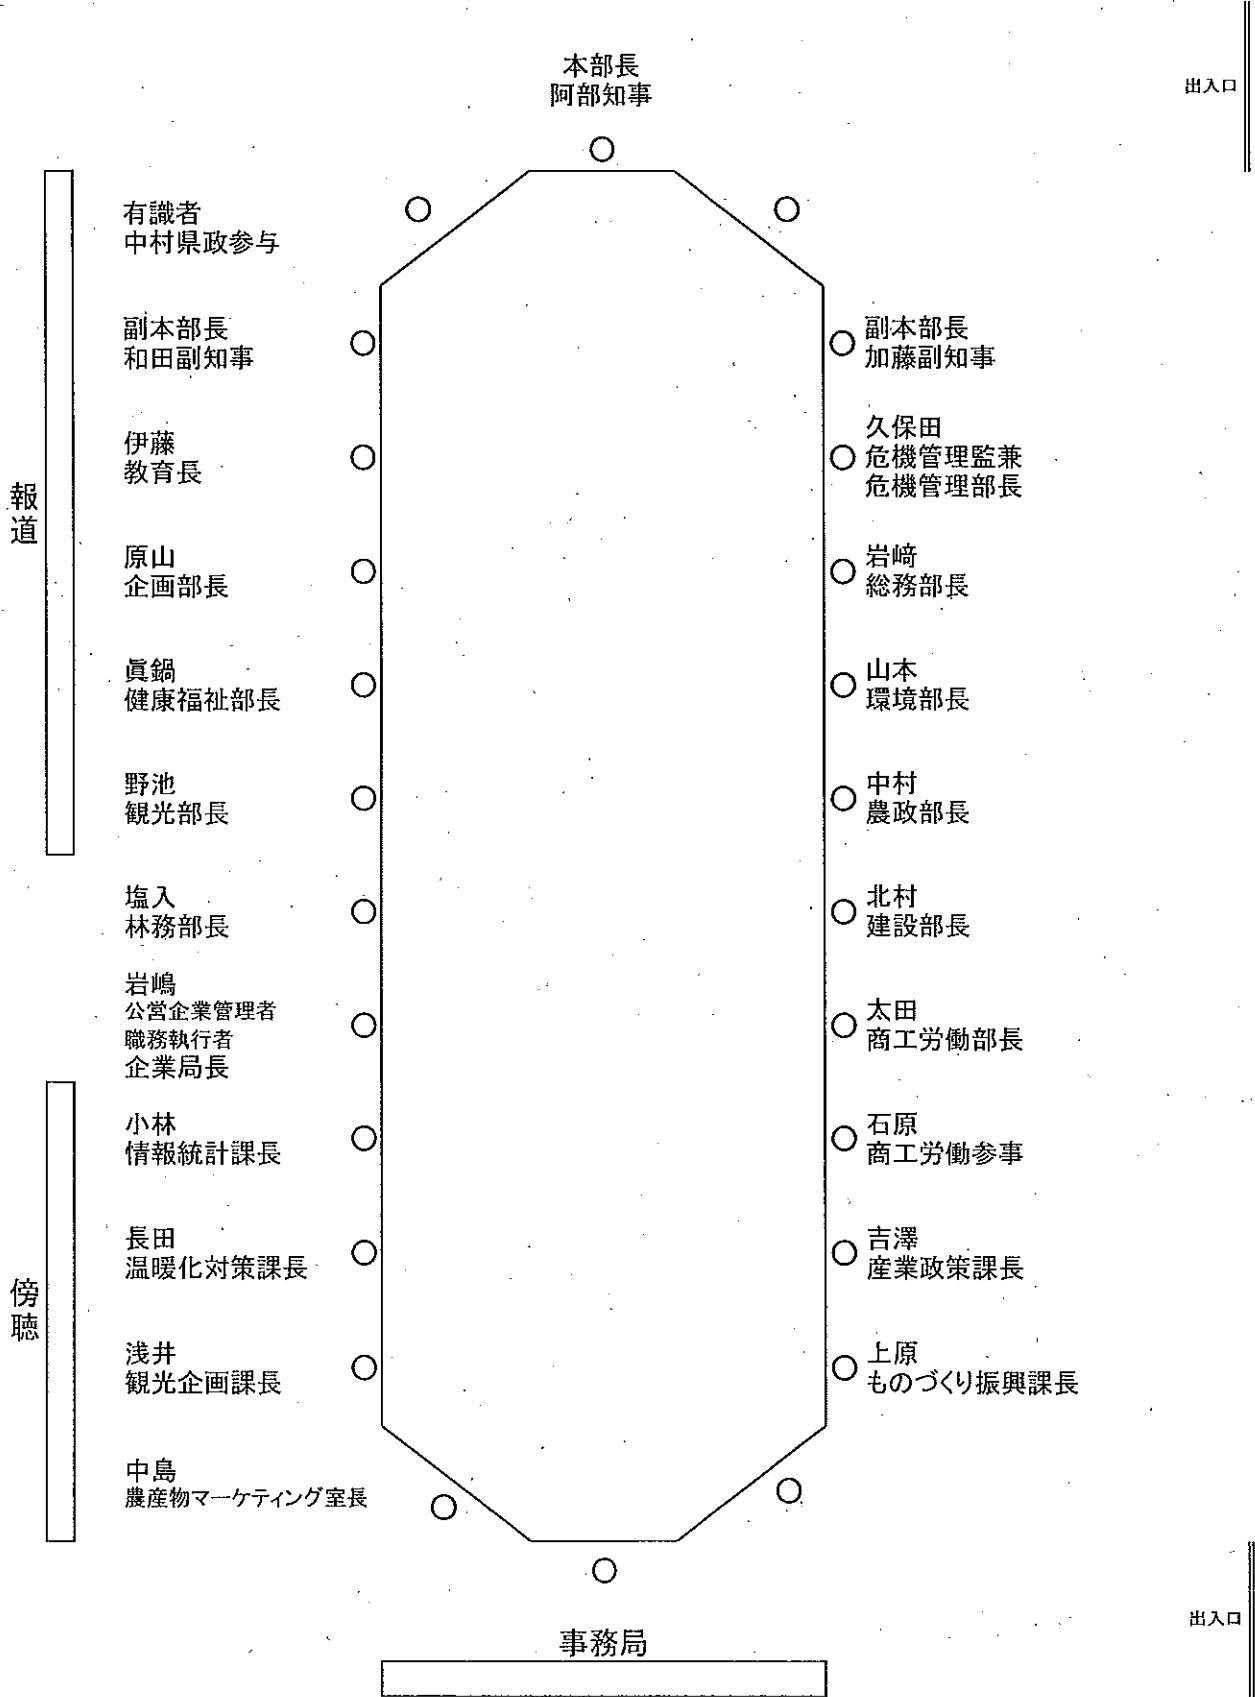 本部長
阿部知事
出入口
有識者
中村県政参与
副本部長
和田副知事
伊藤
教育長
原山
企画部長
眞鍋
健康福祉部長
野池
観光部長
塩入
林務部長
岩嶋
公営企業管理者
職務執行者
企業局長
小林
情報統計課長
長田
温暖化対策課長
浅井
観光企画課長
中島
農産物マーケティング室長
副本部長
加藤副知事
久保田
危機管理監兼
危機管理部長
岩﨑
総務部長
山本
環境部長
中村
農政部長
北村
建設部長
太田
商工労働部長
石原
商工労働参事
吉澤
産業政策課長
上原
ものづくり振興課長
報道
傍聴
事務局
出入口